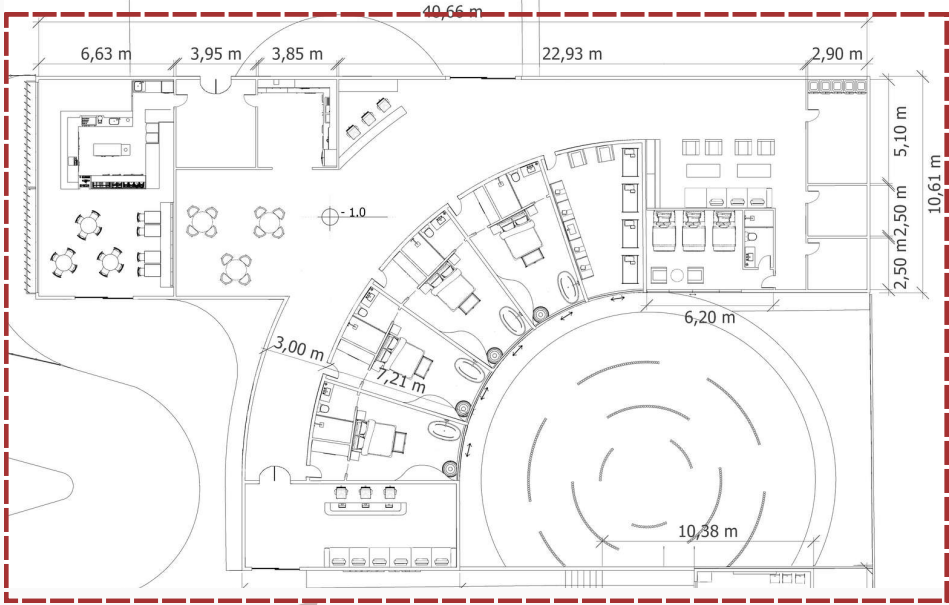 40,66 m
6,63 m
3,95 m
3,85 m
22,93 m
2,90 m
5,10 m
10,61 m
2,50 m
2,50 m
- 1.0
6,20 m
3,00 m
7,21 m
10,38 m